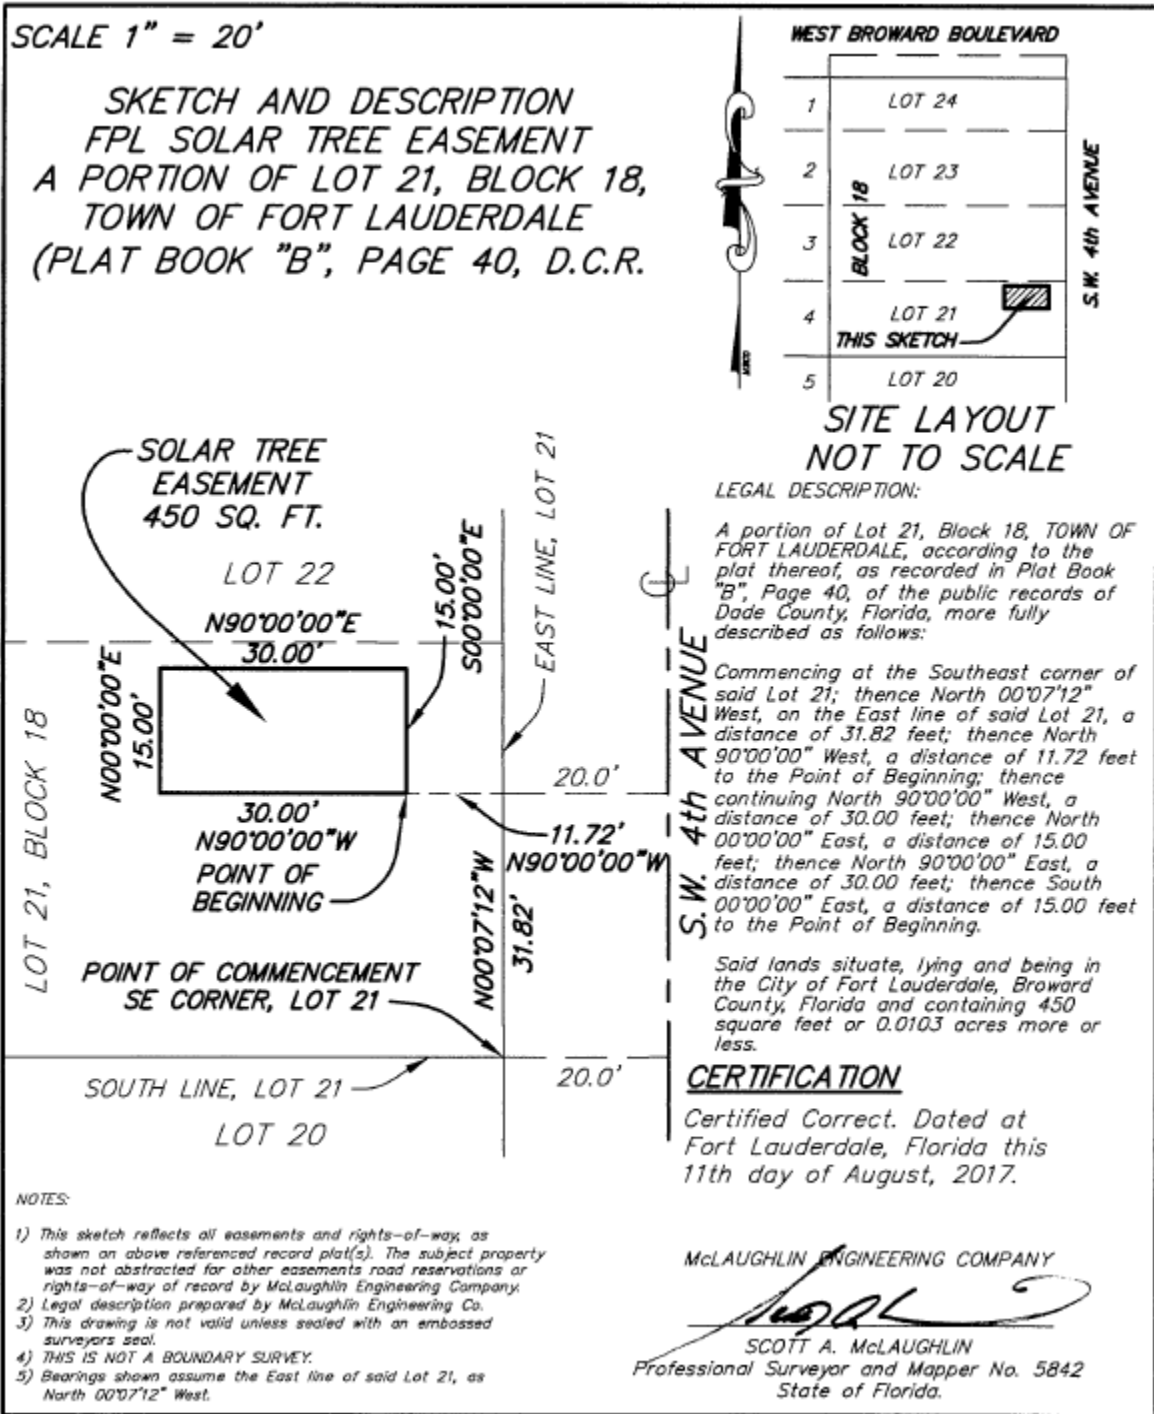 SCALE 1" = 20'
SKETCH AND DESCRIPTION
FPL SOLAR TREE EASEMENT
A PORTION OF LOT 21, BLOCK 18,
TOWN OF FORT LAUDERDALE
(PLAT BOOK "B", PAGE 40, D.C.R.
WEST BROWARD BOULEVARD
1
LOT 24
2
LOT 23
3
LOT 22
4
LOT 21
THIS SKETCH
5
LOT 20
BLOCK 18
S.W. 4th AVENUE
SITE LAYOUT
NOT TO SCALE
SOLAR TREE
EASEMENT
450 SQ. FT.
LOT 22
N90°00'00"E
30.00'
N00°00'00"E
15.00'
15.00'
S00°00'00"E
EAST LINE, LOT 21
LOT 21, BLOCK 18
30.00'
N90°00'00"W
POINT OF
BEGINNING
20.0'
11.72'
N90°00'00"W
N00°07'12"W
31.82'
S.W. 4th AVENUE
POINT OF COMMENCEMENT
SE CORNER, LOT 21
SOUTH LINE, LOT 21
20.0'
LOT 20
LEGAL DESCRIPTION:
A portion of Lot 21, Block 18, TOWN OF
FORT LAUDERDALE, according to the
plat thereof, as recorded in Plat Book
"B", Page 40, of the public records of
Dade County, Florida, more fully
described as follows:
Commencing at the Southeast corner of
said Lot 21; thence North 00°07'12"
West, on the East line of said Lot 21, a
distance of 31.82 feet; thence North
90°00'00" West, a distance of 11.72 feet
to the Point of Beginning; thence
continuing North 90°00'00" West, a
distance of 30.00 feet; thence North
00°00'00" East, a distance of 15.00
feet; thence North 90°00'00" East, a
distance of 30.00 feet; thence South
00°00'00" East, a distance of 15.00 feet
to the Point of Beginning.
Said lands situate, lying and being in
the City of Fort Lauderdale, Broward
County, Florida and containing 450
square feet or 0.0103 acres more or
less.
CERTIFICATION
Certified Correct. Dated at
Fort Lauderdale, Florida this
11th day of August, 2017.
NOTES:
1) This sketch reflects all easements and rights-of-way, as
shown on above referenced record plat(s). The subject property
was not abstracted for other easements road reservations or
rights-of-way of record by McLaughlin Engineering Company.
2) Legal description prepared by McLaughlin Engineering Co.
3) This drawing is not valid unless sealed with an embossed
surveyors seal.
4) THIS IS NOT A BOUNDARY SURVEY.
5) Bearings shown assume the East line of said Lot 21, as
North 00°07'12" West.
McLAUGHLIN ENGINEERING COMPANY
SCOTT A. McLAUGHLIN
Professional Surveyor and Mapper No. 5842
State of Florida.